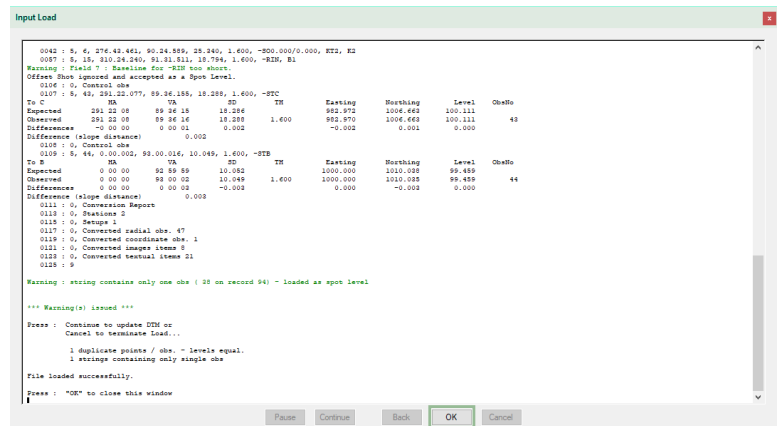 Input Load
x
0042 : 5, 6, 276.43.461, 90.24.589, 25.340, 1.600, -S00.000/0.000, KT2, K2
0087 : 5, 15, 310.24.240, 91.31.511, 18.794, 1.600, -RIN, B1
Warning : Field 7 : Baseline for -RIN too short.
Offset Shot ignored and accepted as a Spot Level.
0106 : 0, Control obs
0107 : 5, 43, 291.22.077, 89.36.155, 18.288, 1.600, -STC
To C HA VA SD TH Easting Northing Level ObsNo
Expected 291 22 08 89 36 15 18.286 982.972 1006.663 100.111
Observed 291 22 08 89 36 16 18.288 1.600 982.970 1006.663 100.111 43
Differences -0 00 00 0 00 01 0.002 -0.002 0.001 0.000
Difference (slope distance) 0.002
0108 : 0, Control obs
0109 : 5, 44, 0.00.002, 93.00.016, 10.049, 1.600, -STB
To B HA VA SD TH Easting Northing Level ObsNo
Expected 0 00 00 92 59 59 10.052 1000.000 1010.038 99.459
Observed 0 00 00 93 00 02 10.049 1.600 1000.000 1010.035 99.459 44
Differences 0 00 00 0 00 03 -0.003 0.000 -0.003 0.000
Difference (slope distance) 0.003
0111 : 0, Conversion Report
0113 : 0, Stations 2
0115 : 0, Setups 1
0117 : 0, Converted radial obs. 47
0119 : 0, Converted coordinate obs. 1
0121 : 0, Converted images items 8
0123 : 0, Converted textual items 21
0125 : 9
Warning : string contains only one obs ( 38 on record 94) - loaded as spot level
*** Warning(s) issued ***
Press : Continue to update DTM or
Cancel to terminate Load...
1 duplicate points / obs. - levels equal.
1 strings containing only single obs
File loaded successfully.
Press : "OK" to close this window
Pause Continue Back OK Cancel